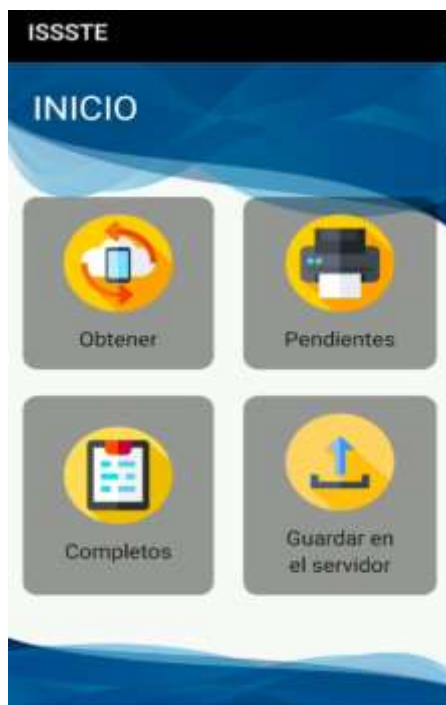 ISSSTE
INICIO
Obtener
Pendientes
Completos
Guardar en
el servidor